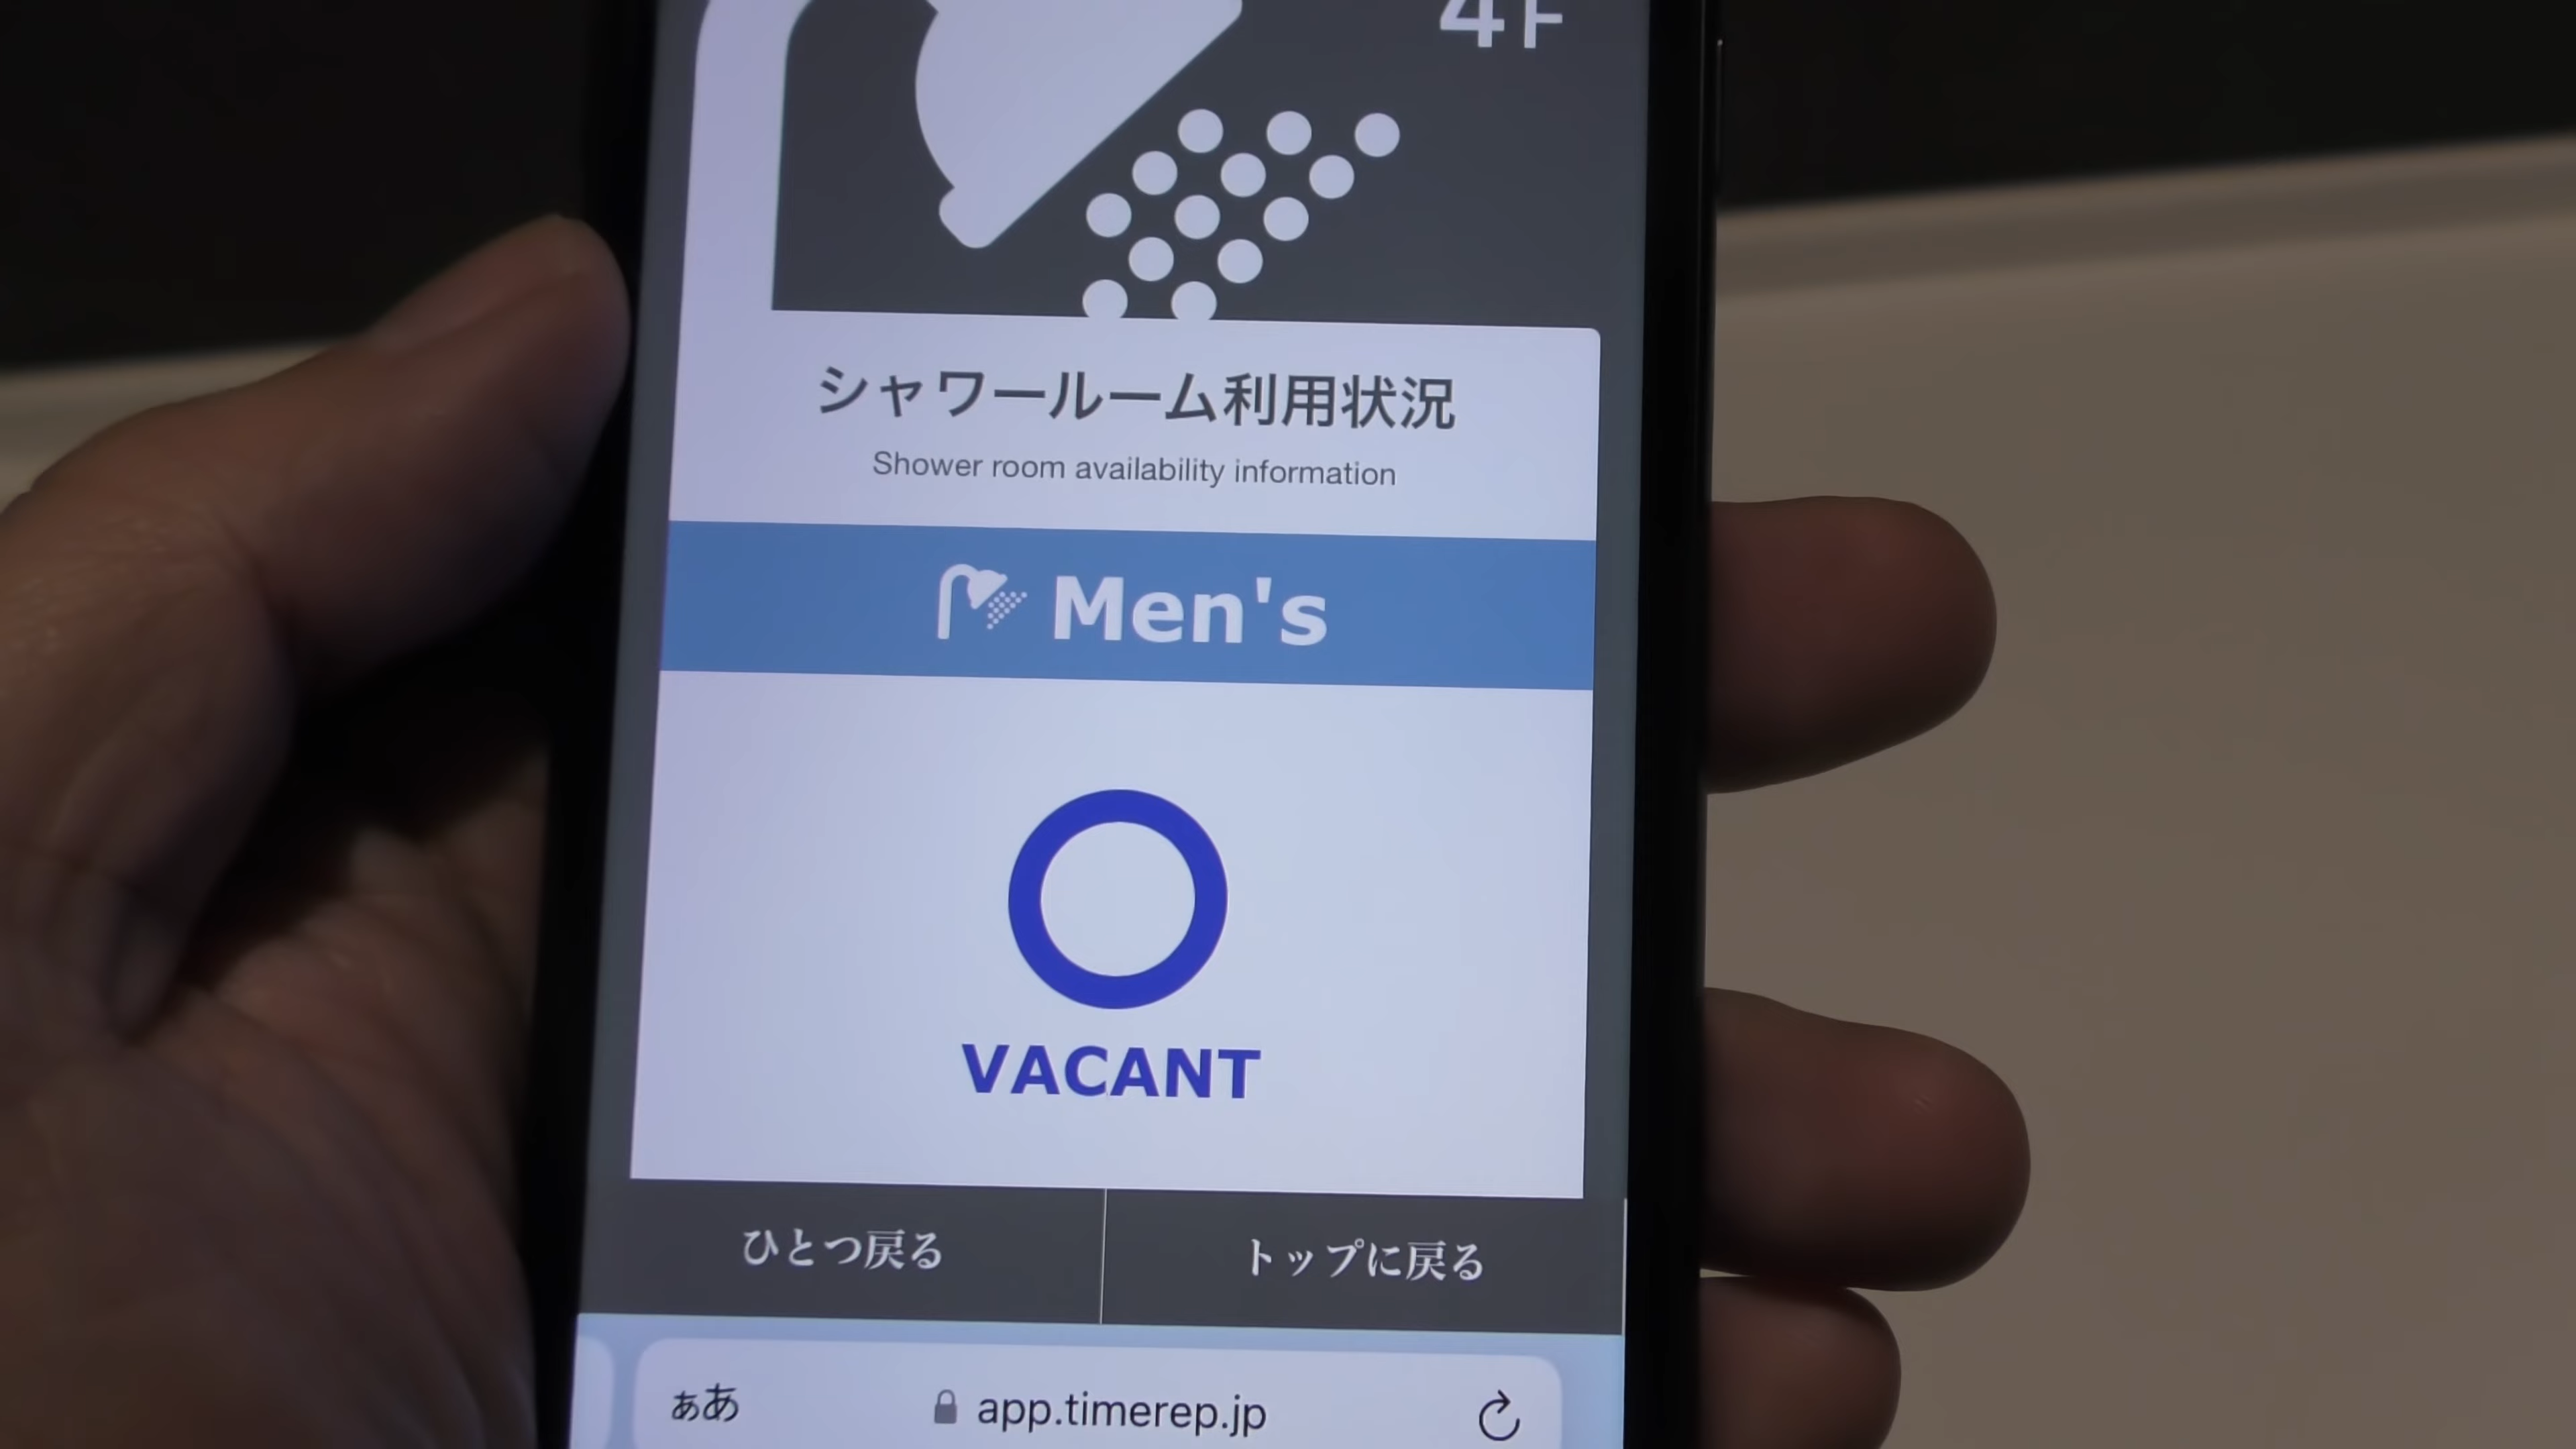 4F
シャワールーム利用状況
Shower room availability information
Men's
VACANT
ひとつ戻る
トップに戻る
ぁあ app.timerep.jp